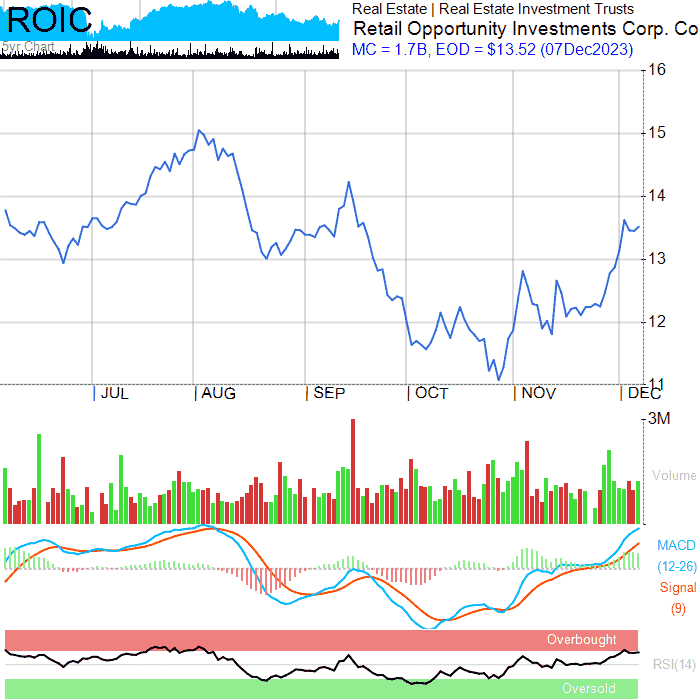 ROIC
5yr Chart
Real Estate | Real Estate Investment Trusts
Retail Opportunity Investments Corp. Co
MC = 1.7B, EOD = $13.52 (07Dec2023)
16
15
14
13
12
11
JUL AUG SEP OCT NOV DEC
3M
Volume
MACD
(12-26)
Signal
(9)
Overbought
RSI(14)
Oversold